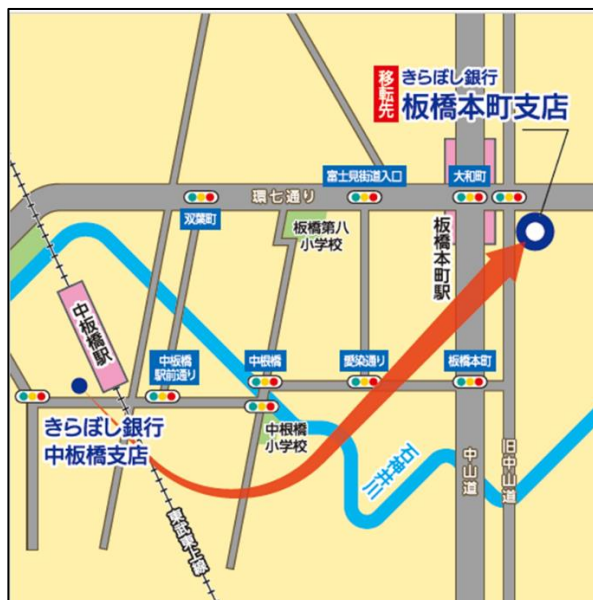 移転先
きらぼし銀行
板橋本町支店
富士見街道入口
大和町
環七通り
双葉町
板橋第八
小学校
板橋本町駅
中板橋駅
中板橋
駅前通り
中根橋
愛染通り
板橋本町
きらぼし銀行
中板橋支店
中根橋
小学校
石神井川
中山道
旧中山道
東武東上線